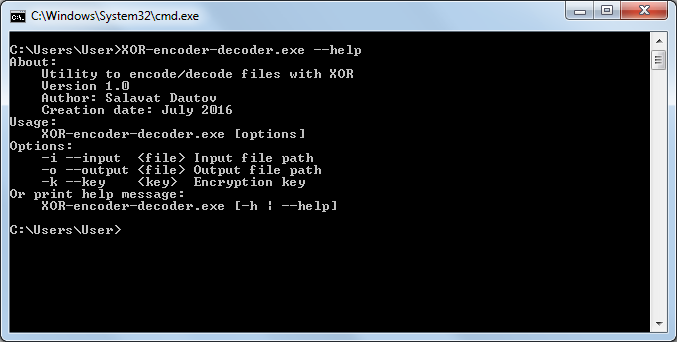 C:\Windows\System32\cmd.exe
C:\Users\User>XOR-encoder-decoder.exe --help
About:
    Utility to encode/decode files with XOR
    Version 1.0
    Author: Salavat Dautov
    Creation date: July 2016
Usage:
    XOR-encoder-decoder.exe [options]
Options:
    -i --input  <file> Input file path
    -o --output <file> Output file path
    -k --key    <key>  Encryption key
Or print help message:
    XOR-encoder-decoder.exe [-h | --help]
C:\Users\User>